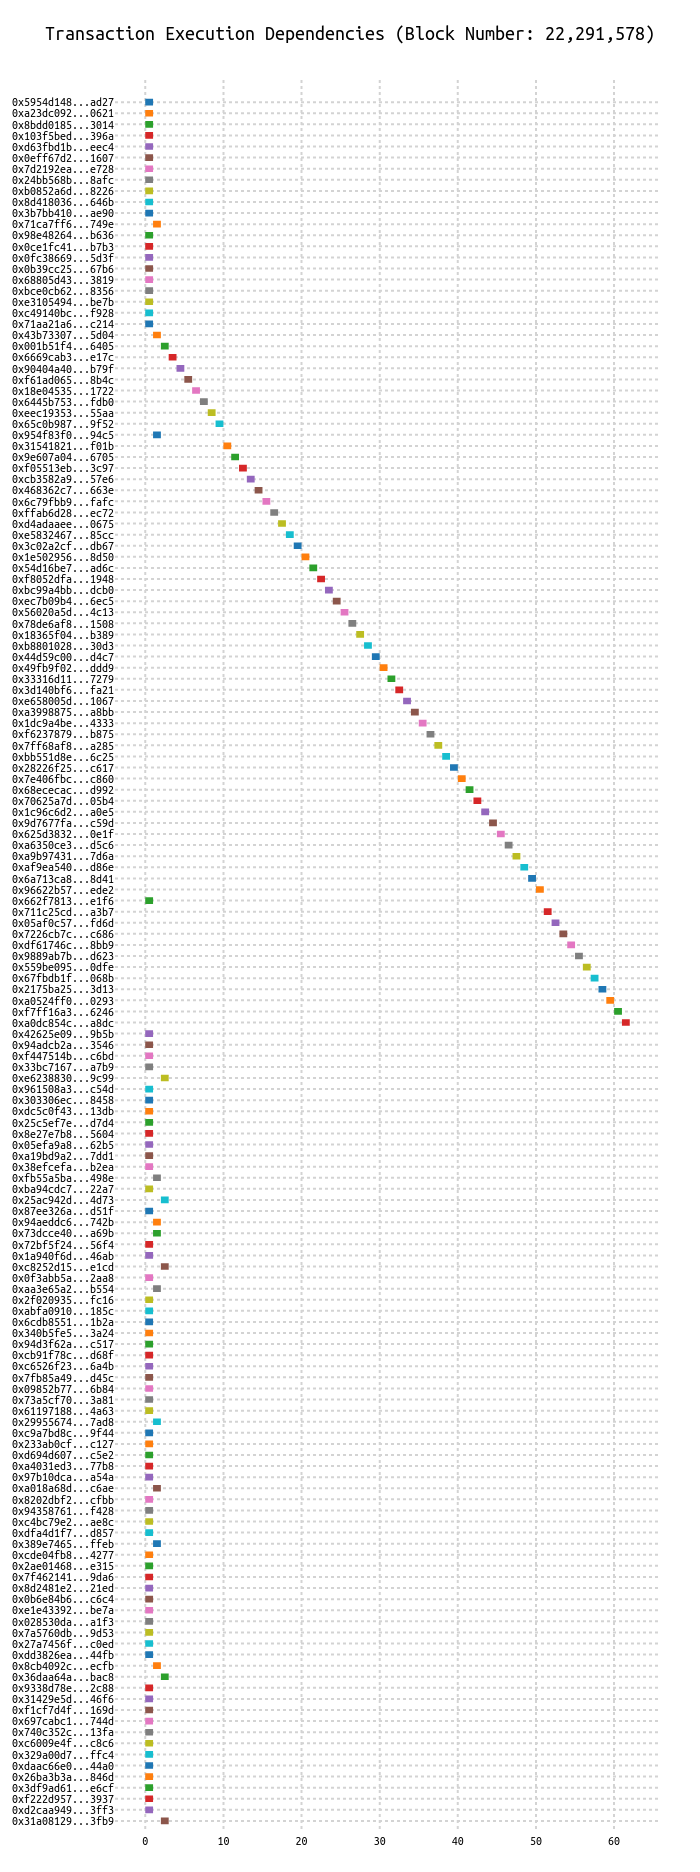 Transaction Execution Dependencies (Block Number: 22,291,578)
0x5954d148...ad27
0xa23dc092...0621
0x8bdd0185...3014
0x103f5bed...396a
0xd63fbd1b...eec4
0x0eff67d2...1607
0x7d2192ea...e728
0x24bb568b...8afc
0xb0852a6d...8226
0x8d418036...646b
0x3b7bb410...ae90
0x71ca7ff6...749e
0x98e48264...b636
0x0ce1fc41...b7b3
0x0fc38669...5d3f
0x0b39cc25...67b6
0x68805d43...3819
0xbce0cb62...8356
0xe3105494...be7b
0xc49140bc...f928
0x71aa21a6...c214
0x43b73307...5d04
0x001b51f4...6405
0x6669cab3...e17c
0x90404a40...b79f
0xf61ad065...8b4c
0x18e04535...1722
0x6445b753...fdb0
0xeec19353...55aa
0x65c0b987...9f52
0x954f83f0...94c5
0x31541821...f01b
0x9e607a04...6705
0xf05513eb...3c97
0xcb3582a9...57e6
0x468362c7...663e
0x6c79fbb9...fafc
0xffab6d28...ec72
0xd4adaaee...0675
0xe5832467...85cc
0x3c02a2cf...db67
0x1e502956...8d50
0x54d16be7...ad6c
0xf8052dfa...1948
0xbc99a4bb...dcb0
0xec7b09b4...6ec5
0x56020a5d...4c13
0x78de6af8...1508
0x18365f04...b389
0xb8801028...30d3
0x44d59c00...d4c7
0x49fb9f02...ddd9
0x33316d11...7279
0x3d140bf6...fa21
0xe658005d...1067
0xa3998875...a8bb
0x1dc9a4be...4333
0xf6237879...b875
0x7ff68af8...a285
0xbb551d8e...6c25
0x28226f25...c617
0x7e406fbc...c860
0x68ececac...d992
0x70625a7d...05b4
0x1c96c6d2...a0e5
0x9d7677fa...c59d
0x625d3832...0e1f
0xa6350ce3...d5c6
0xa9b97431...7d6a
0xaf9ea540...d86e
0x6a713ca8...8d41
0x96622b57...ede2
0x662f7813...e1f6
0x711c25cd...a3b7
0x05af0c57...fd6d
0x7226cb7c...c686
0xdf61746c...8bb9
0x9889ab7b...d623
0x559be095...0dfe
0x67fbdb1f...068b
0x2175ba25...3d13
0xa0524ff0...0293
0xf7ff16a3...6246
0xa0dc854c...a8dc
0x42625e09...9b5b
0x94adcb2a...3546
0xf447514b...c6bd
0x33bc7167...a7b9
0xe6238830...9c99
0x961508a3...c54d
0x303306ec...8458
0xdc5c0f43...13db
0x25c5ef7e...d7d4
0x8e27e7b8...5604
0x05efa9a8...62b5
0xa19bd9a2...7dd1
0x38efcefa...b2ea
0xfb55a5ba...498e
0xba94cdc7...22a7
0x25ac942d...4d73
0x87ee326a...d51f
0x94aeddc6...742b
0x73dcce40...a69b
0x72bf5f24...56f4
0x1a940f6d...46ab
0xc8252d15...e1cd
0x0f3abb5a...2aa8
0xaa3e65a2...b554
0x2f020935...fc16
0xabfa0910...185c
0x6cdb8551...1b2a
0x340b5fe5...3a24
0x94d3f62a...c517
0xcb91f78c...d68f
0xc6526f23...6a4b
0x7fb85a49...d45c
0x09852b77...6b84
0x73a5cf70...3a81
0x61197188...4a63
0x29955674...7ad8
0xc9a7bd8c...9f44
0x233ab0cf...c127
0xd694d607...c5e2
0xa4031ed3...77b8
0x97b10dca...a54a
0xa018a68d...c6ae
0x8202dbf2...cfbb
0x94358761...f428
0xc4bc79e2...ae8c
0xdfa4d1f7...d857
0x389e7465...ffeb
0xcde04fb8...4277
0x2ae01468...e315
0x7f462141...9da6
0x8d2481e2...21ed
0x0b6e84b6...c6c4
0xe1e43392...be7a
0x028530da...a1f3
0x7a5760db...9d53
0x27a7456f...c0ed
0xdd3826ea...44fb
0x8cb4092c...ecfb
0x36daa64a...bac8
0x9338d78e...2c88
0x31429e5d...46f6
0xf1cf7d4f...169d
0x697cabc1...744d
0x740c352c...13fa
0xc6009e4f...c8c6
0x329a00d7...ffc4
0xdaac66e0...44a0
0x26ba3b3a...846d
0x3df9ad61...e6cf
0xf222d957...3937
0xd2caa949...3ff3
0x31a08129...3fb9
0 10 20 30 40 50 60